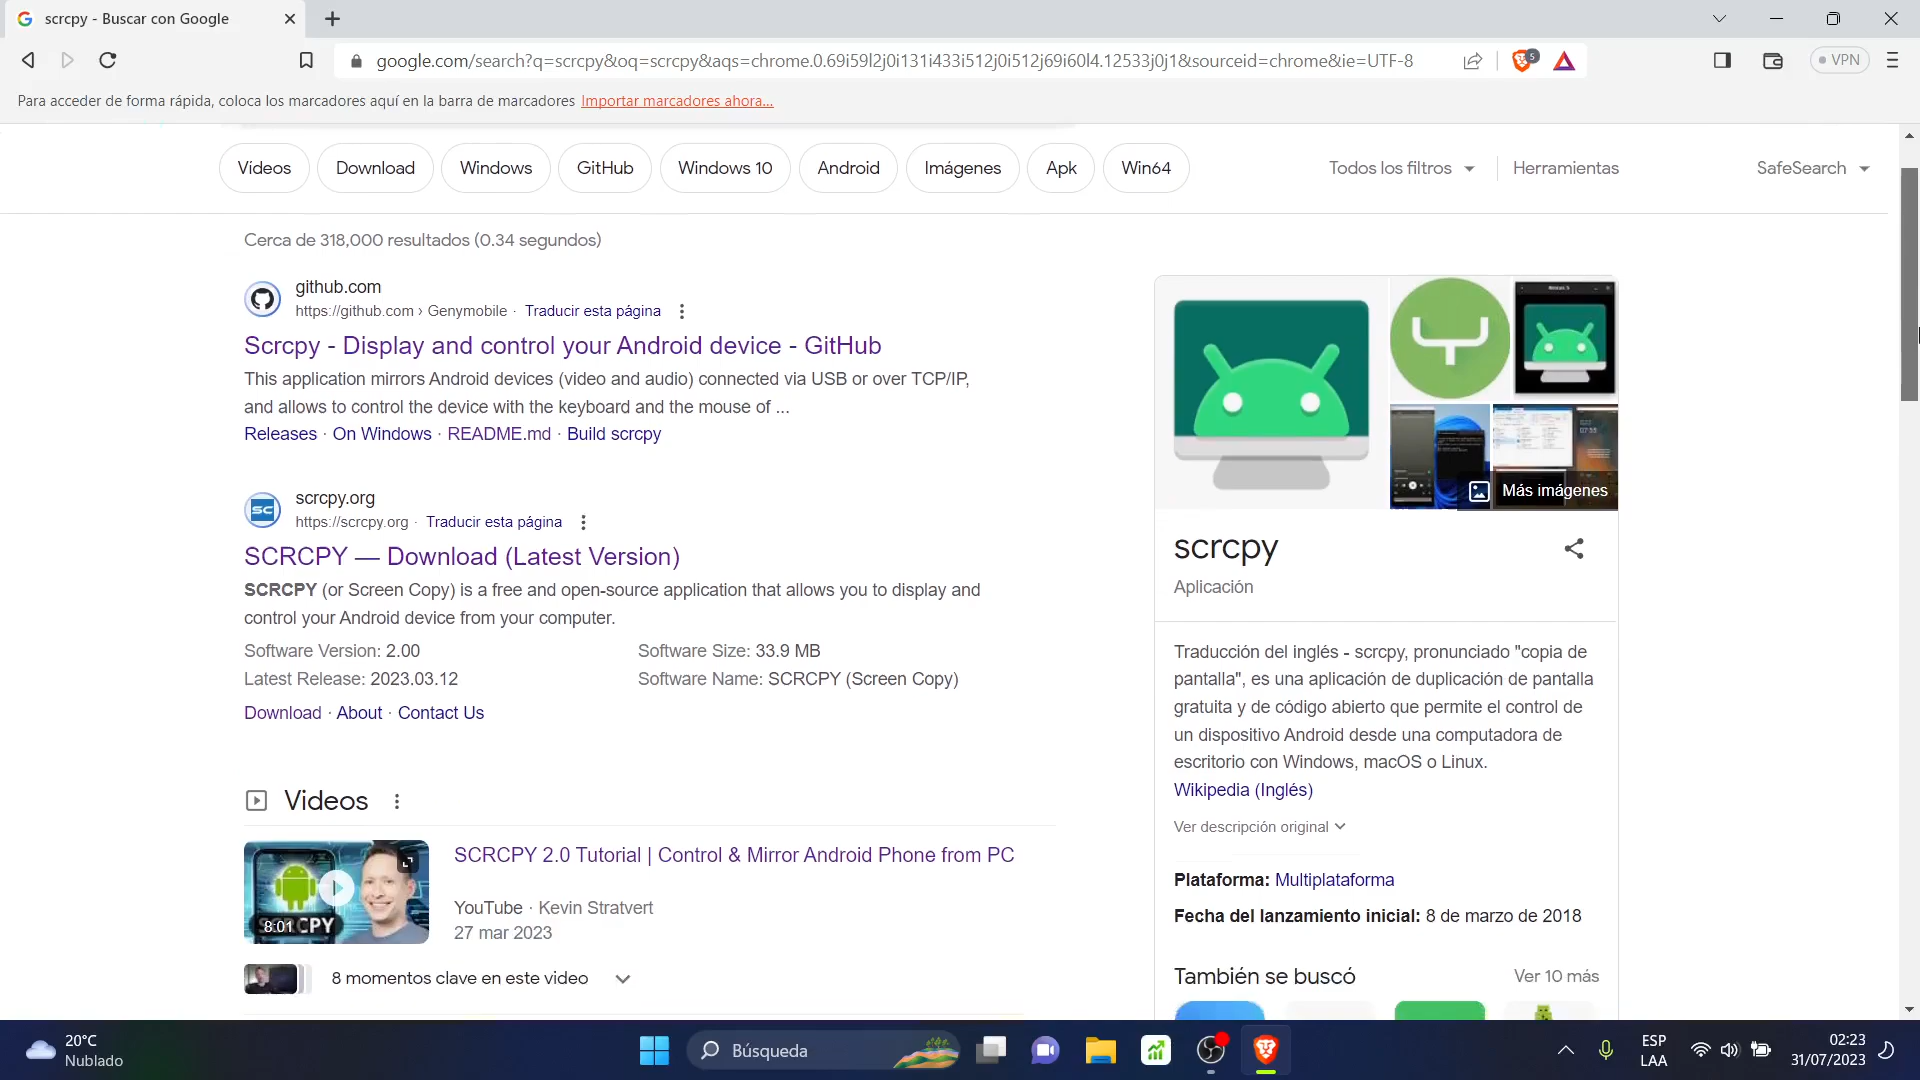 scrcpy - Buscar con Google
google.com/search?q=scrcpy&oq=scrcpy&aqs=chrome.0.69i59l2j0i131i433i512j0i512j69i60l4.12533j0j1&sourceid=chrome&ie=UTF-8
5
VPN
Para acceder de forma rápida, coloca los marcadores aquí en la barra de marcadores Importar marcadores ahora...
Videos
Download
Windows
GitHub
Windows 10
Android
Imágenes
Apk
Win64
Todos los filtros
Herramientas
SafeSearch
Cerca de 318,000 resultados (0.34 segundos)
github.com
https://github.com › Genymobile · Traducir esta página
Scrcpy - Display and control your Android device - GitHub
This application mirrors Android devices (video and audio) connected via USB or over TCP/IP,
and allows to control the device with the keyboard and the mouse of ...
Releases · On Windows · README.md · Build scrcpy
SC
scrcpy.org
https://scrcpy.org · Traducir esta página
SCRCPY — Download (Latest Version)
SCRCPY (or Screen Copy) is a free and open-source application that allows you to display and
control your Android device from your computer.
Software Version: 2.00
Software Size: 33.9 MB
Latest Release: 2023.03.12
Software Name: SCRCPY (Screen Copy)
Download · About · Contact Us
Videos
SCRCPY
8:01
SCRCPY 2.0 Tutorial | Control & Mirror Android Phone from PC
YouTube · Kevin Stratvert
27 mar 2023
8 momentos clave en este video
Más imágenes
scrcpy
Aplicación
Traducción del inglés - scrcpy, pronunciado "copia de
pantalla", es una aplicación de duplicación de pantalla
gratuita y de código abierto que permite el control de
un dispositivo Android desde una computadora de
escritorio con Windows, macOS o Linux.
Wikipedia (Inglés)
Ver descripción original
Plataforma: Multiplataforma
Fecha del lanzamiento inicial: 8 de marzo de 2018
También se buscó
Ver 10 más
20°C
Nublado
Búsqueda
ESP
LAA
02:23
31/07/2023